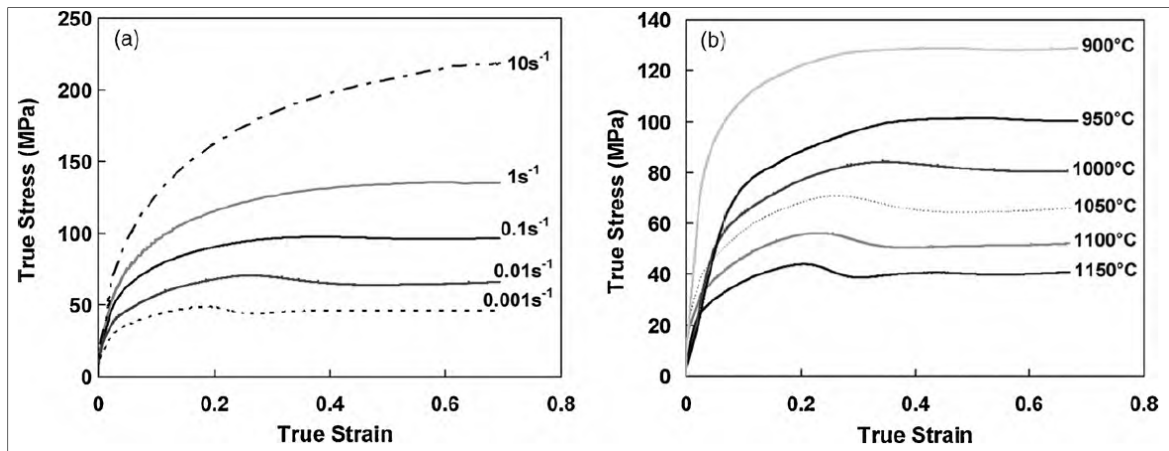 (a)
True Stress (MPa)
250
200
150
100
50
0
10s⁻¹
1s⁻¹
0.1s⁻¹
0.01s⁻¹
0.001s⁻¹
0 0.2 0.4 0.6 0.8
True Strain
(b)
True Stress (MPa)
140
120
100
80
60
40
20
0
900°C
950°C
1000°C
1050°C
1100°C
1150°C
0 0.2 0.4 0.6 0.8
True Strain